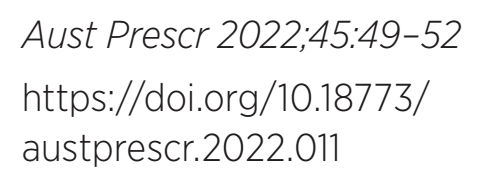 Aust Prescr 2022;45:49–52
https://doi.org/10.18773/
austprescr.2022.011